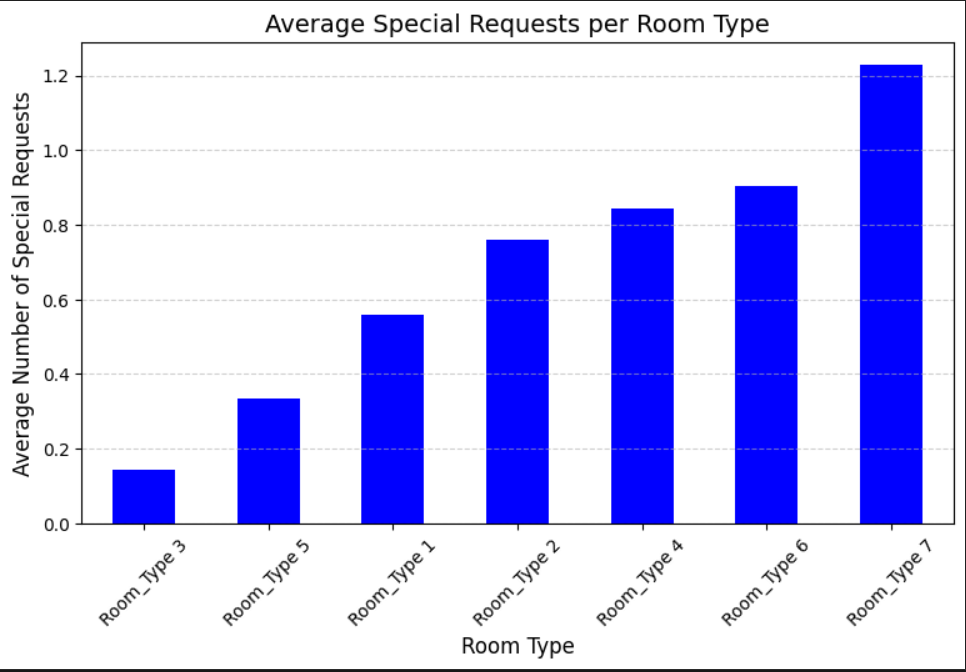 Average Special Requests per Room Type
Average Number of Special Requests
1.2
1.0
0.8
0.6
0.4
0.2
0.0
Room_Type 3
Room_Type 5
Room_Type 1
Room_Type 2
Room_Type 4
Room_Type 6
Room_Type 7
Room Type